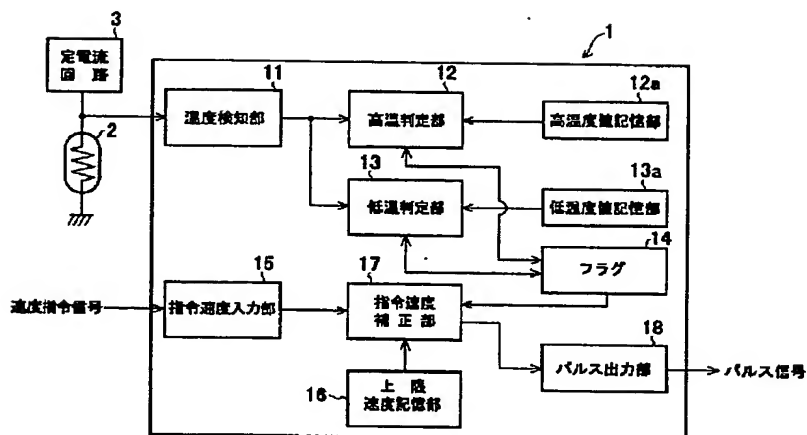 3
定電流
回路
2
1
11
温度検知部
12
高温判定部
12a
高温度値記憶部
13
低温判定部
13a
低温度値記憶部
14
フラグ
速度指令信号
15
指令速度入力部
17
指令速度
補正部
16
上限
速度記憶部
18
パルス出力部
パルス信号